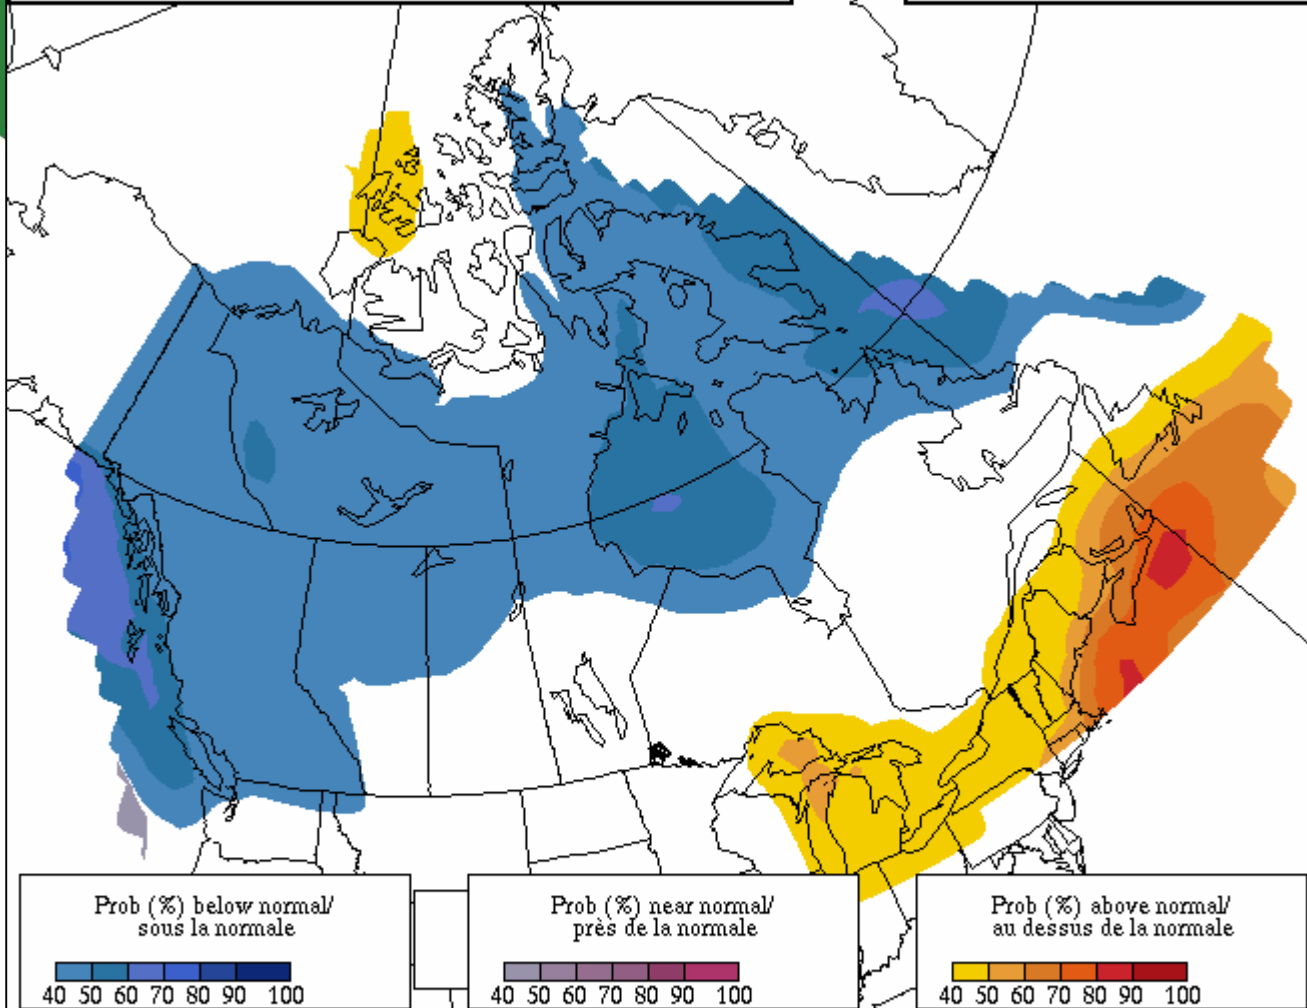 Prob (%) below normal/
sous la normale
40 50 60 70 80 90 100
Prob (%) near normal/
près de la normale
40 50 60 70 80 90 100
Prob (%) above normal/
au dessus de la normale
40 50 60 70 80 90 100